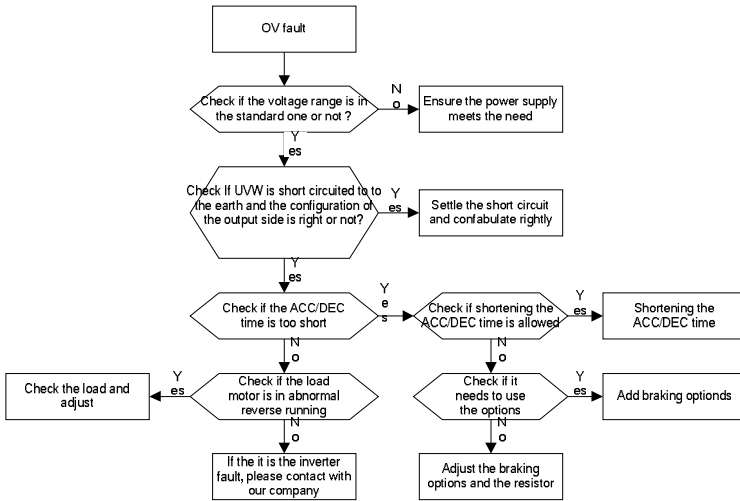 OV fault
Check if the voltage range is in
the standard one or not ?
N
o
Ensure the power supply
meets the need
Y
es
Check If UVW is short circuited to to
the earth and the configuration of
the output side is right or not?
Y
es
Settle the short circuit
and confabulate rightly
Y
es
Check if the ACC/DEC
time is too short
Y
e
s
Check if shortening the
ACC/DEC time is allowed
Y
es
Shortening the
ACC/DEC time
N
o
N
o
Check the load and
adjust
Y
es
Check if the load
motor is in abnormal
reverse running
Check if it
needs to use
the options
Y
es
Add braking optionds
N
o
N
o
If the it is the inverter
fault, please contact with
our company
Adjust the braking
options and the resistor